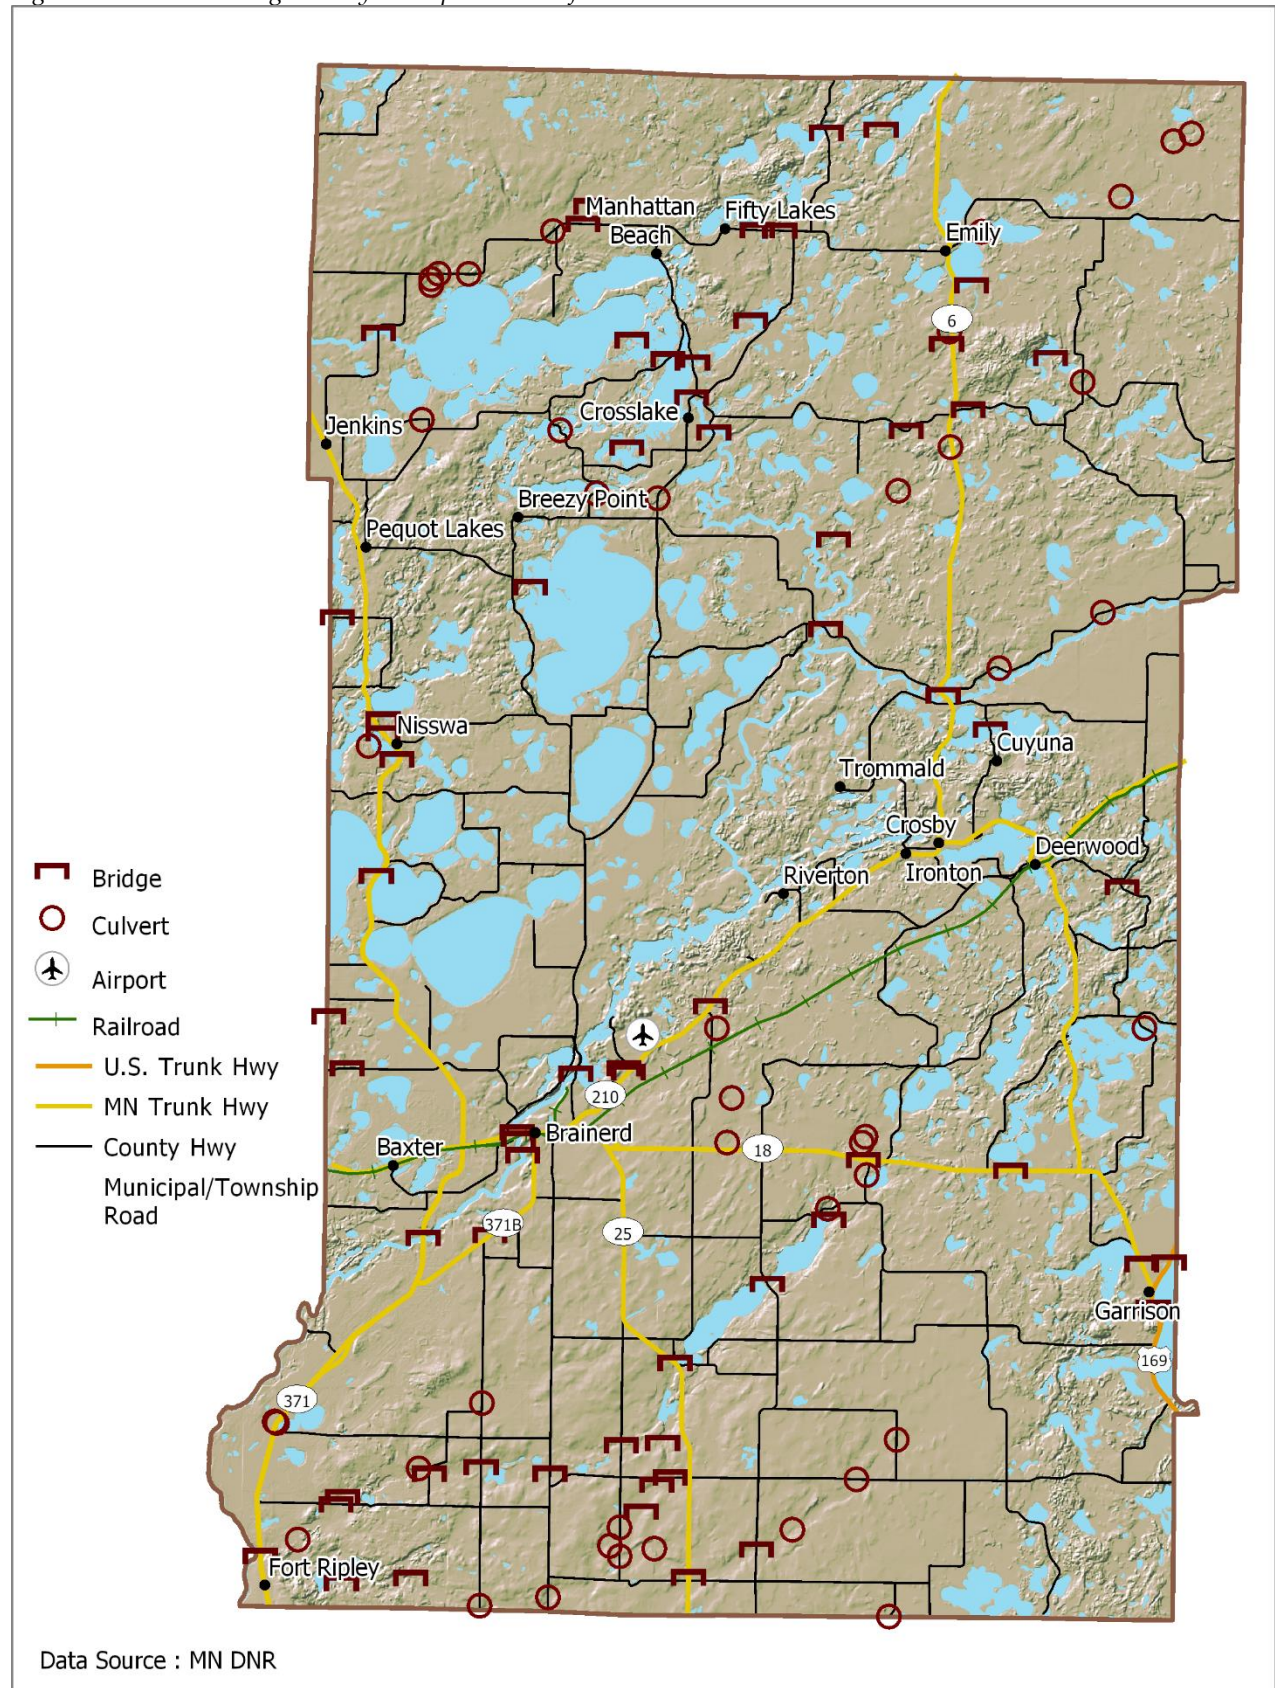 Manhattan
Beach
Fifty Lakes
Emily
6
Crosslake
Jenkins
Breezy Point
Pequot Lakes
Nisswa
Cuyuna
Trommald
Crosby
Deerwood
Ironton
Riverton
Bridge
Culvert
Airport
Railroad
U.S. Trunk Hwy
MN Trunk Hwy
County Hwy
Municipal/Township
Road
210
Brainerd
Baxter
18
371B
25
Garrison
169
371
Fort Ripley
Data Source : MN DNR